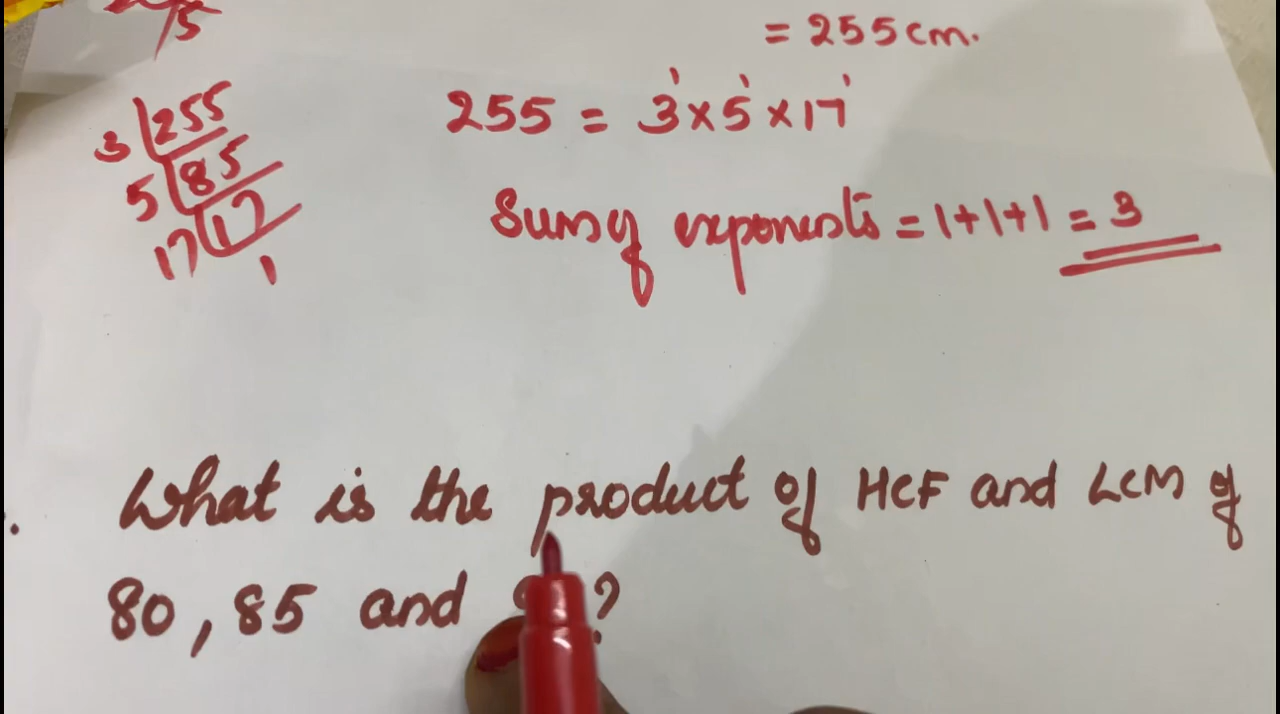 5
= 255 cm.
3 255
5 85
17 17
1
255 = 3¹ x 5¹ x 17¹
Sum of exponents = 1+1+1 = 3
What is the product of HCF and LCM of
80, 85 and ?